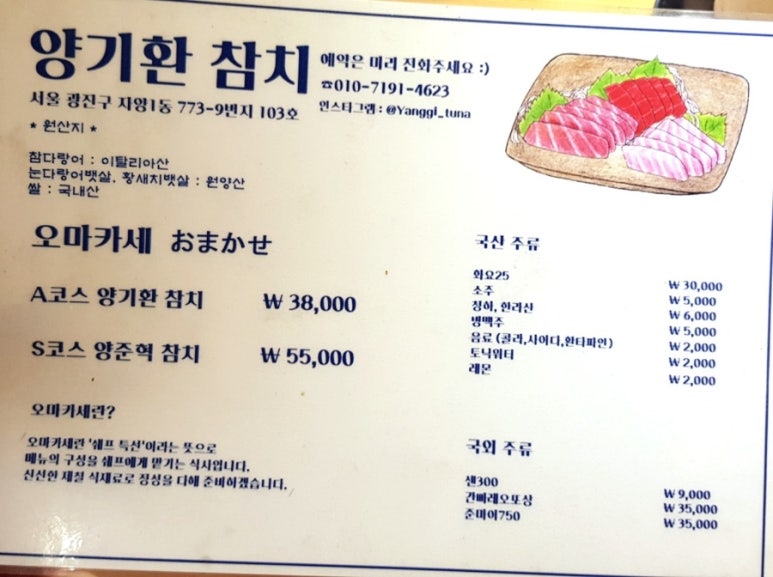 양기환 참치
예약은 미리 전화주세요 :)
☎010-7191-4623
인스타그램 : @Yanggi_tuna
서울 광진구 자양1동 773-9번지 103호
* 원산지 *
참다랑어 : 이탈리아산
눈다랑어뱃살, 황새치뱃살 : 원양산
쌀 : 국내산
오마카세 おまかせ
A코스 양기환 참치 ₩ 38,000
S코스 양준혁 참치 ₩ 55,000
오마카세란?
오마카세란 '쉐프 특선'이라는 뜻으로
메뉴의 구성을 쉐프에게 맡기는 식사입니다.
신선한 제철 식재료로 정성을 다해 준비하겠습니다.
국산 주류
화요25 ₩ 30,000
소주 ₩ 5,000
청하, 한라산 ₩ 6,000
병맥주 ₩ 5,000
음료 (콜라,사이다,환타파인) ₩ 2,000
토닉워터 ₩ 2,000
레몬 ₩ 2,000
국외 주류
센300 ₩ 9,000
간빠레오또상 ₩ 35,000
준마이750 ₩ 35,000